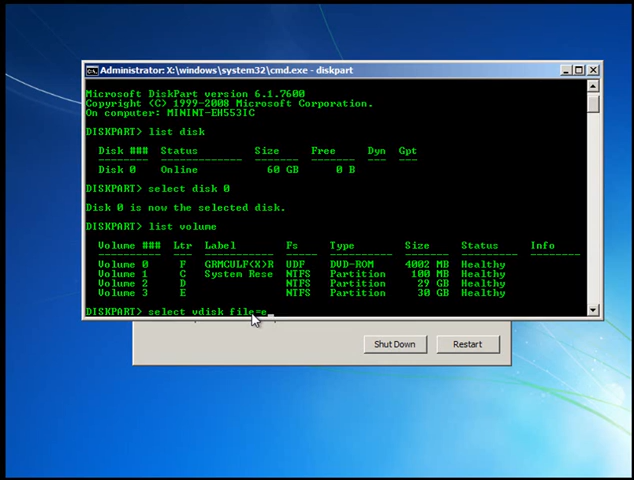 Administrator: X:\windows\system32\cmd.exe - diskpart
Microsoft DiskPart version 6.1.7600
Copyright (C) 1999-2008 Microsoft Corporation.
On computer: MININT-EH553IC
DISKPART> list disk
Disk ### Status Size Free Dyn Gpt
Disk 0 Online 60 GB 0 B
DISKPART> select disk 0
Disk 0 is now the selected disk.
DISKPART> list volume
Volume ### Ltr Label Fs Type Size Status Info
Volume 0 F GRMCULF(X)R UDF DVD-ROM 4002 MB Healthy
Volume 1 C System Rese NTFS Partition 100 MB Healthy
Volume 2 D NTFS Partition 29 GB Healthy
Volume 3 E NTFS Partition 30 GB Healthy
DISKPART> select vdisk file=e_
Shut Down Restart